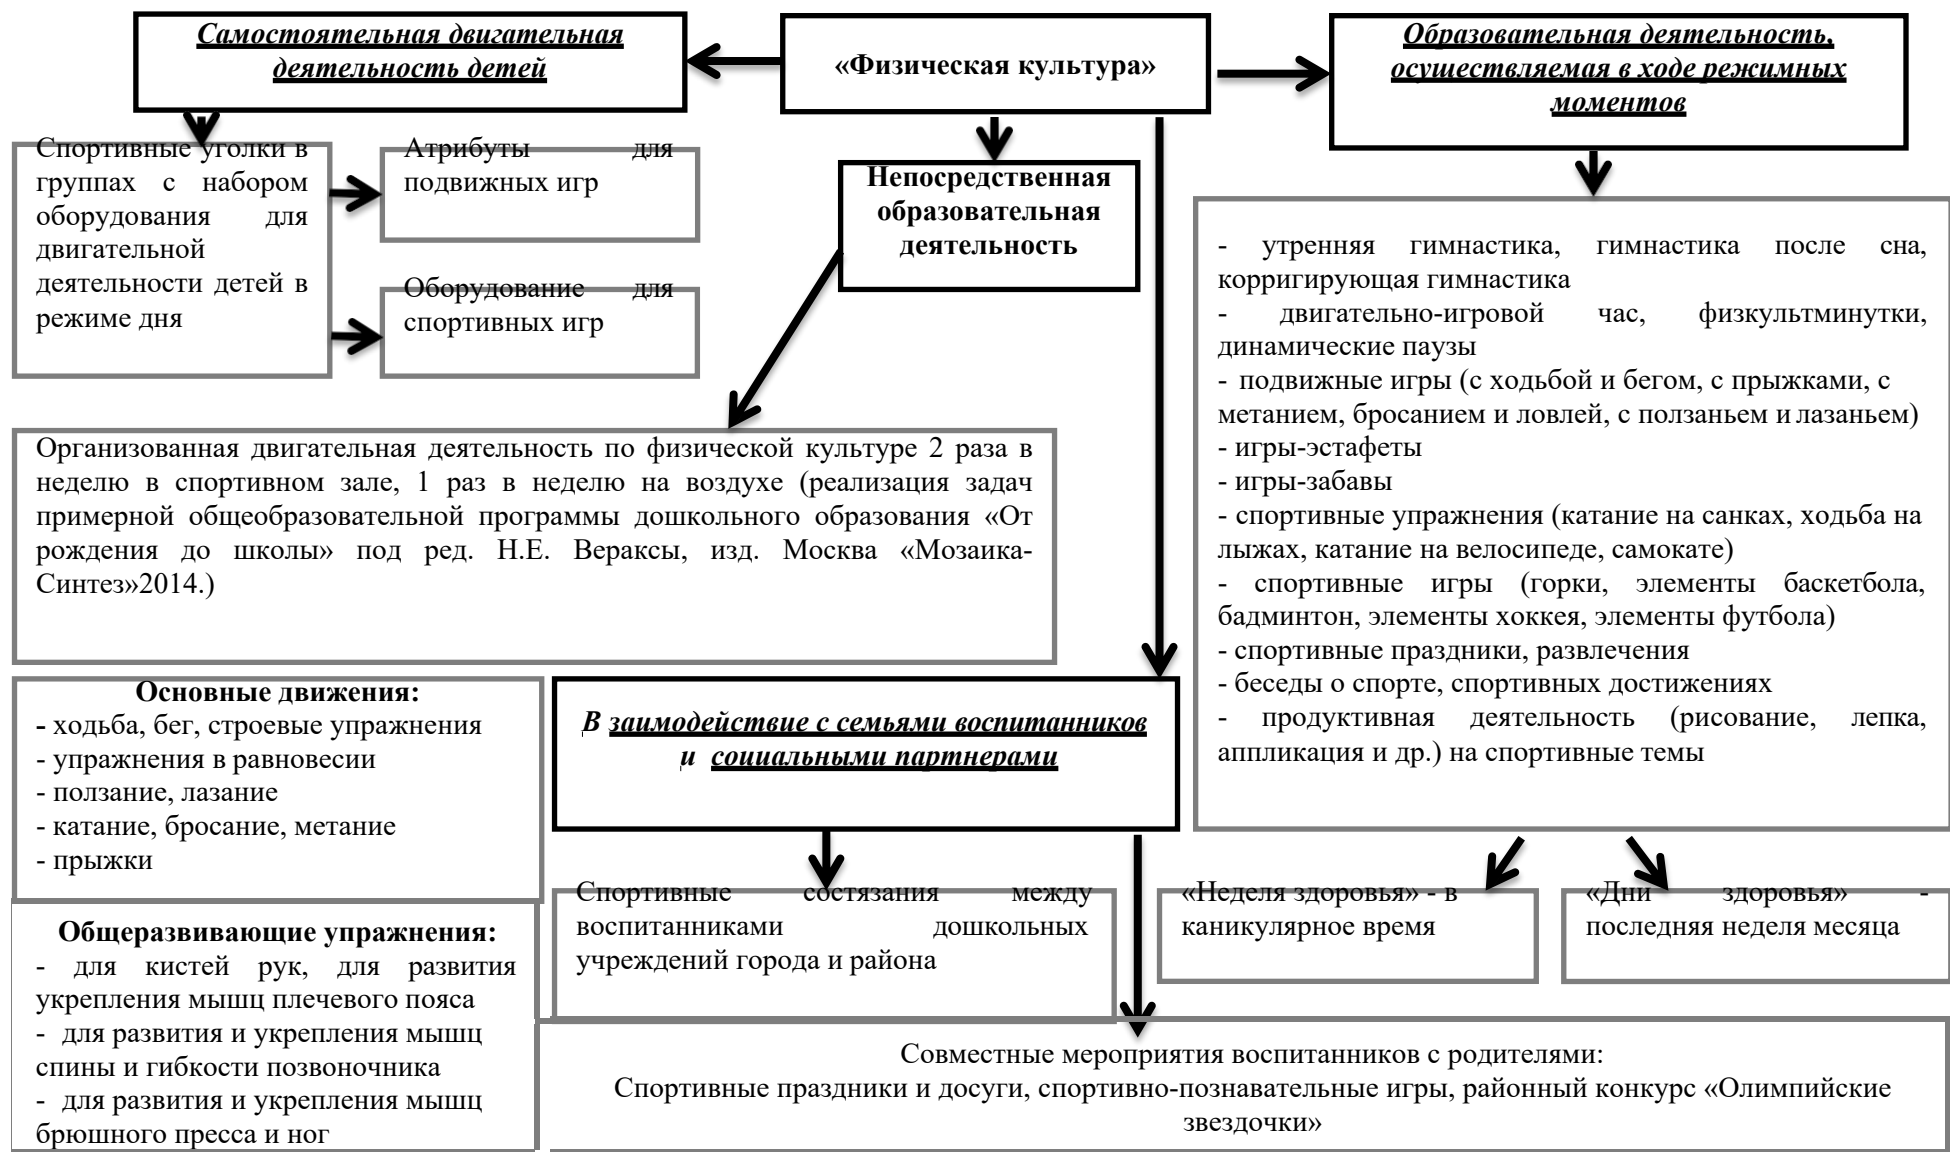 Самостоятельная двигательная
деятельность детей
«Физическая культура»
Образовательная деятельность,
осуществляемая в ходе режимных
моментов
Спортивные уголки в
группах с набором
оборудования для
двигательной
деятельности детей в
режиме дня
Атрибуты для
подвижных игр
Оборудование для
спортивных игр
Непосредственная
образовательная
деятельность
- утренняя гимнастика, гимнастика после сна,
корригирующая гимнастика
- двигательно-игровой час, физкультминутки,
динамические паузы
- подвижные игры (с ходьбой и бегом, с прыжками, с
метанием, бросанием и ловлей, с ползаньем и лазаньем)
- игры-эстафеты
- игры-забавы
- спортивные упражнения (катание на санках, ходьба на
лыжах, катание на велосипеде, самокате)
- спортивные игры (горки, элементы баскетбола,
бадминтон, элементы хоккея, элементы футбола)
- спортивные праздники, развлечения
- беседы о спорте, спортивных достижениях
- продуктивная деятельность (рисование, лепка,
аппликация и др.) на спортивные темы
Организованная двигательная деятельность по физической культуре 2 раза в
неделю в спортивном зале, 1 раз в неделю на воздухе (реализация задач
примерной общеобразовательной программы дошкольного образования «От
рождения до школы» под ред. Н.Е. Вераксы, изд. Москва «Мозаика-
Синтез»2014.)
Основные движения:
- ходьба, бег, строевые упражнения
- упражнения в равновесии
- ползание, лазание
- катание, бросание, метание
- прыжки
В заимодействие с семьями воспитанников
и социальными партнерами
Спортивные состязания между
воспитанниками дошкольных
учреждений города и района
«Неделя здоровья» - в
каникулярное время
«Дни здоровья» -
последняя неделя месяца
Общеразвивающие упражнения:
- для кистей рук, для развития
укрепления мышц плечевого пояса
- для развития и укрепления мышц
спины и гибкости позвоночника
- для развития и укрепления мышц
брюшного пресса и ног
Совместные мероприятия воспитанников с родителями:
Спортивные праздники и досуги, спортивно-познавательные игры, районный конкурс «Олимпийские
звездочки»